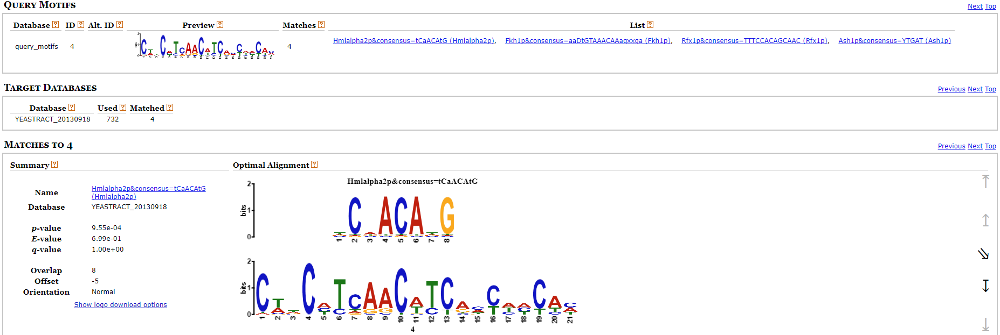 Query Motifs
Next Top
Database ? ID ? Alt. ID ? Preview ? Matches ? List ?
query_motifs 4 4 Hmlalpha2p&consensus=tCaACAtG (Hmlalpha2p), Fkh1p&consensus=aaDtGTAAACAAaqxxqa (Fkh1p), Rfx1p&consensus=TTTCCACAGCAAC (Rfx1p), Ash1p&consensus=YTGAT (Ash1p)
Target Databases
Previous Next Top
Database ? Used ? Matched ?
YEASTRACT_20130918 732 4
Matches to 4
Previous Next Top
Summary ?
Name Hmlalpha2p&consensus=tCaACAtG
(Hmlalpha2p)
Database YEASTRACT_20130918
p-value 9.55e-04
E-value 6.99e-01
q-value 1.00e+00
Overlap 8
Offset -5
Orientation Normal
Show logo download options
Optimal Alignment ?
Hmlalpha2p&consensus=tCaACAtG
bits
2
1
0
1 2 3 4 5 6 7 8
bits
2
1
0
1 2 3 4 5 6 7 8 9 10 11 12 13 14 15 16 17 18 19 20 21
4